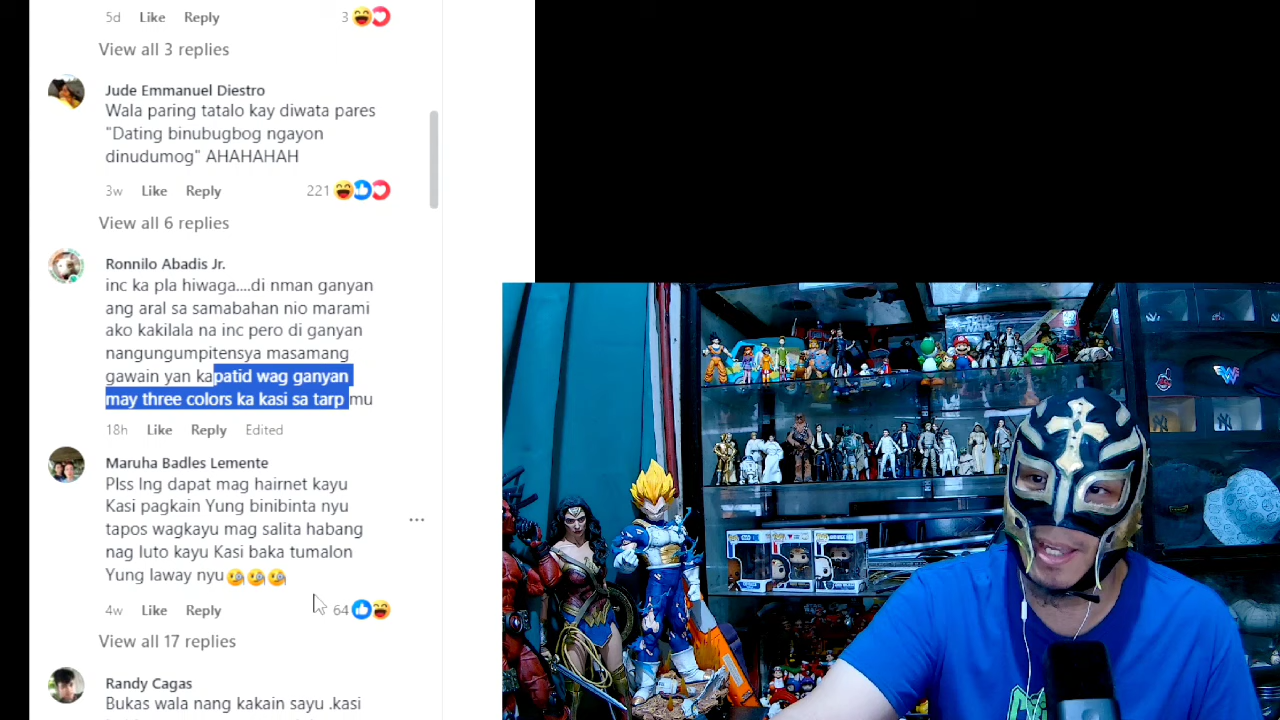 5d Like Reply 3
View all 3 replies
Jude Emmanuel Diestro
Wala paring tatalo kay diwata pares
"Dating binubugbog ngayon
dinudumog" AHAHAHAH
3w Like Reply 221
View all 6 replies
Ronnilo Abadis Jr.
inc ka pla hiwaga....di nman ganyan
ang aral sa samabahan nio marami
ako kakilala na inc pero di ganyan
nangungumpitensya masamang
gawain yan kapatid wag ganyan
may three colors ka kasi sa tarp mu
18h Like Reply Edited
Maruha Badles Lemente
Plss lng dapat mag hairnet kayu
Kasi pagkain Yung binibinta nyu
tapos wagkayu mag salita habang
nag luto kayu Kasi baka tumalon
Yung laway nyu🧐🧐🧐
4w Like Reply 64
View all 17 replies
Randy Cagas
Bukas wala nang kakain sayu .kasi
STAR
WARS